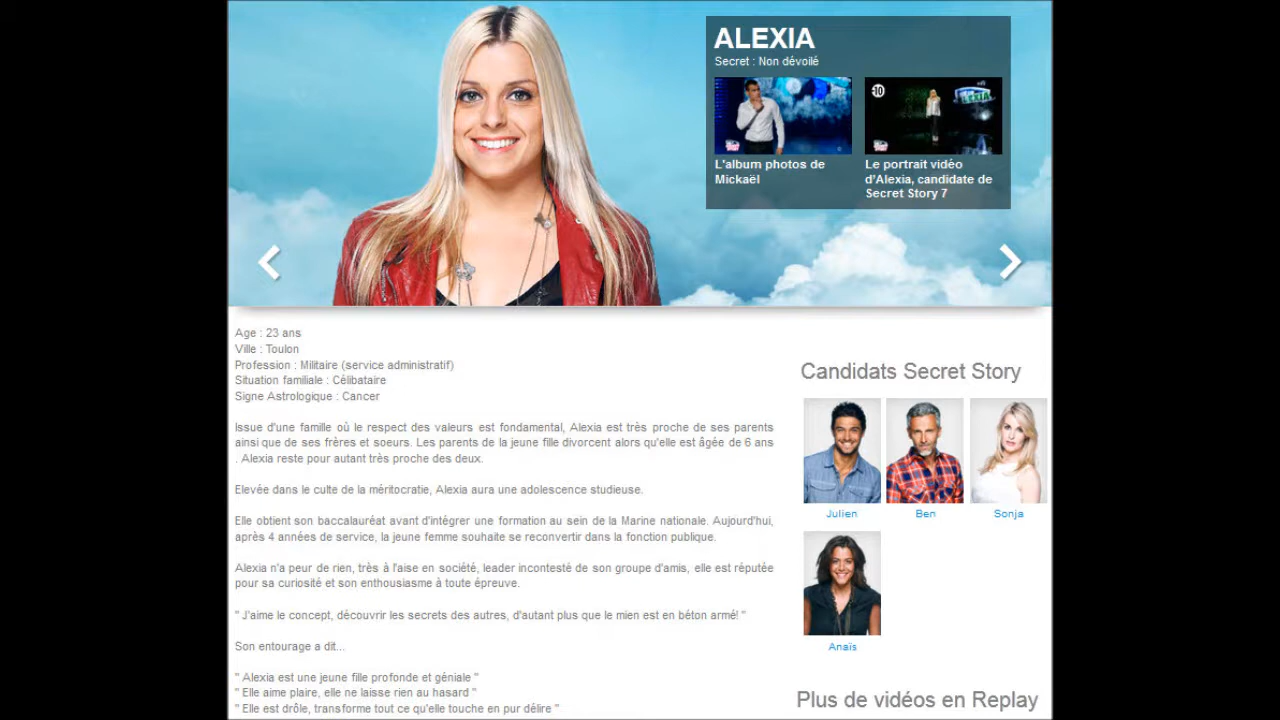 ALEXIA
Secret : Non dévoilé
-10
ALEXIA
L'album photos de
Mickaël
Le portrait vidéo
d'Alexia, candidate de
Secret Story 7
Age : 23 ans
Ville : Toulon
Profession : Militaire (service administratif)
Situation familiale : Célibataire
Signe Astrologique : Cancer
Issue d'une famille où le respect des valeurs est fondamental, Alexia est très proche de ses parents
ainsi que de ses frères et soeurs. Les parents de la jeune fille divorcent alors qu'elle est âgée de 6 ans
. Alexia reste pour autant très proche des deux.
Elevée dans le culte de la méritocratie, Alexia aura une adolescence studieuse.
Elle obtient son baccalauréat avant d'intégrer une formation au sein de la Marine nationale. Aujourd'hui,
après 4 années de service, la jeune femme souhaite se reconvertir dans la fonction publique.
Alexia n'a peur de rien, très à l'aise en société, leader incontesté de son groupe d'amis, elle est réputée
pour sa curiosité et son enthousiasme à toute épreuve.
" J'aime le concept, découvrir les secrets des autres, d'autant plus que le mien est en béton armé! "
Son entourage a dit...
" Alexia est une jeune fille profonde et géniale "
" Elle aime plaire, elle ne laisse rien au hasard "
" Elle est drôle, transforme tout ce qu'elle touche en pur délire "
Candidats Secret Story
Julien
Ben
Sonja
Anaïs
Plus de vidéos en Replay